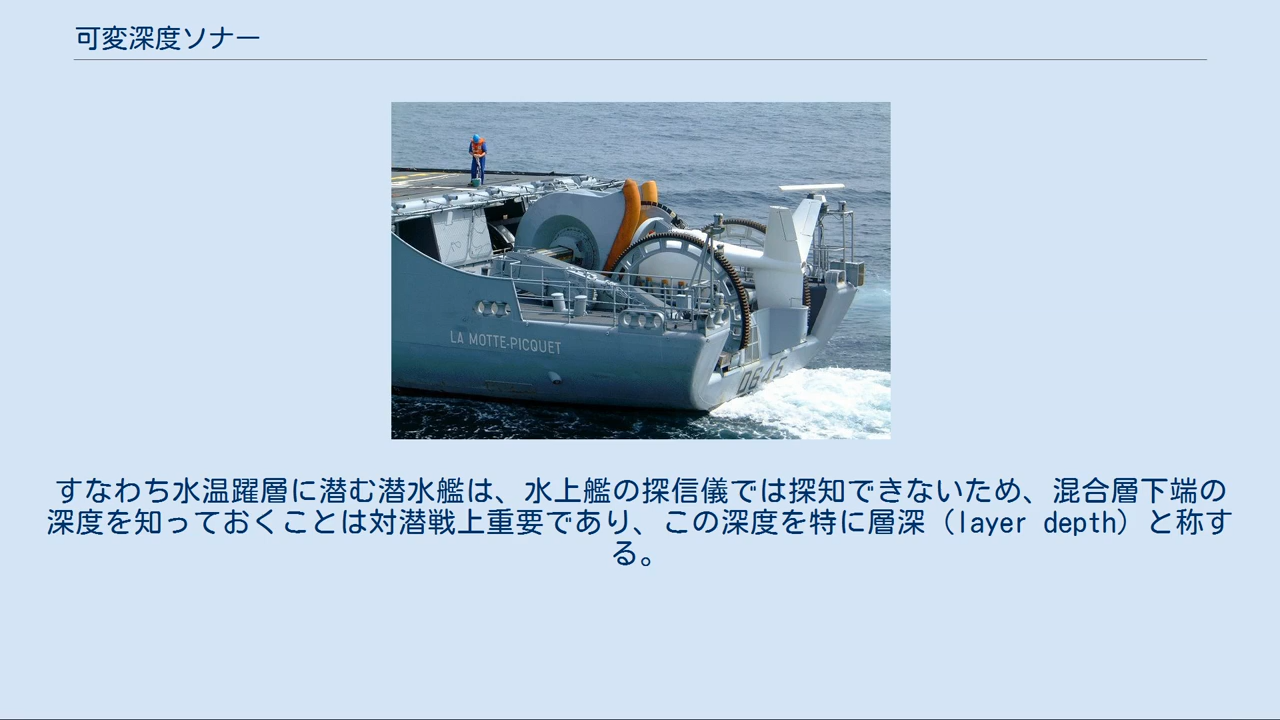 可変深度ソナー
LA MOTTE-PICQUET
D645
すなわち水温躍層に潜む潜水艦は、水上艦の探信儀では探知できないため、混合層下端の
深度を知っておくことは対潜戦上重要であり、この深度を特に層深（layer depth）と称す
る。